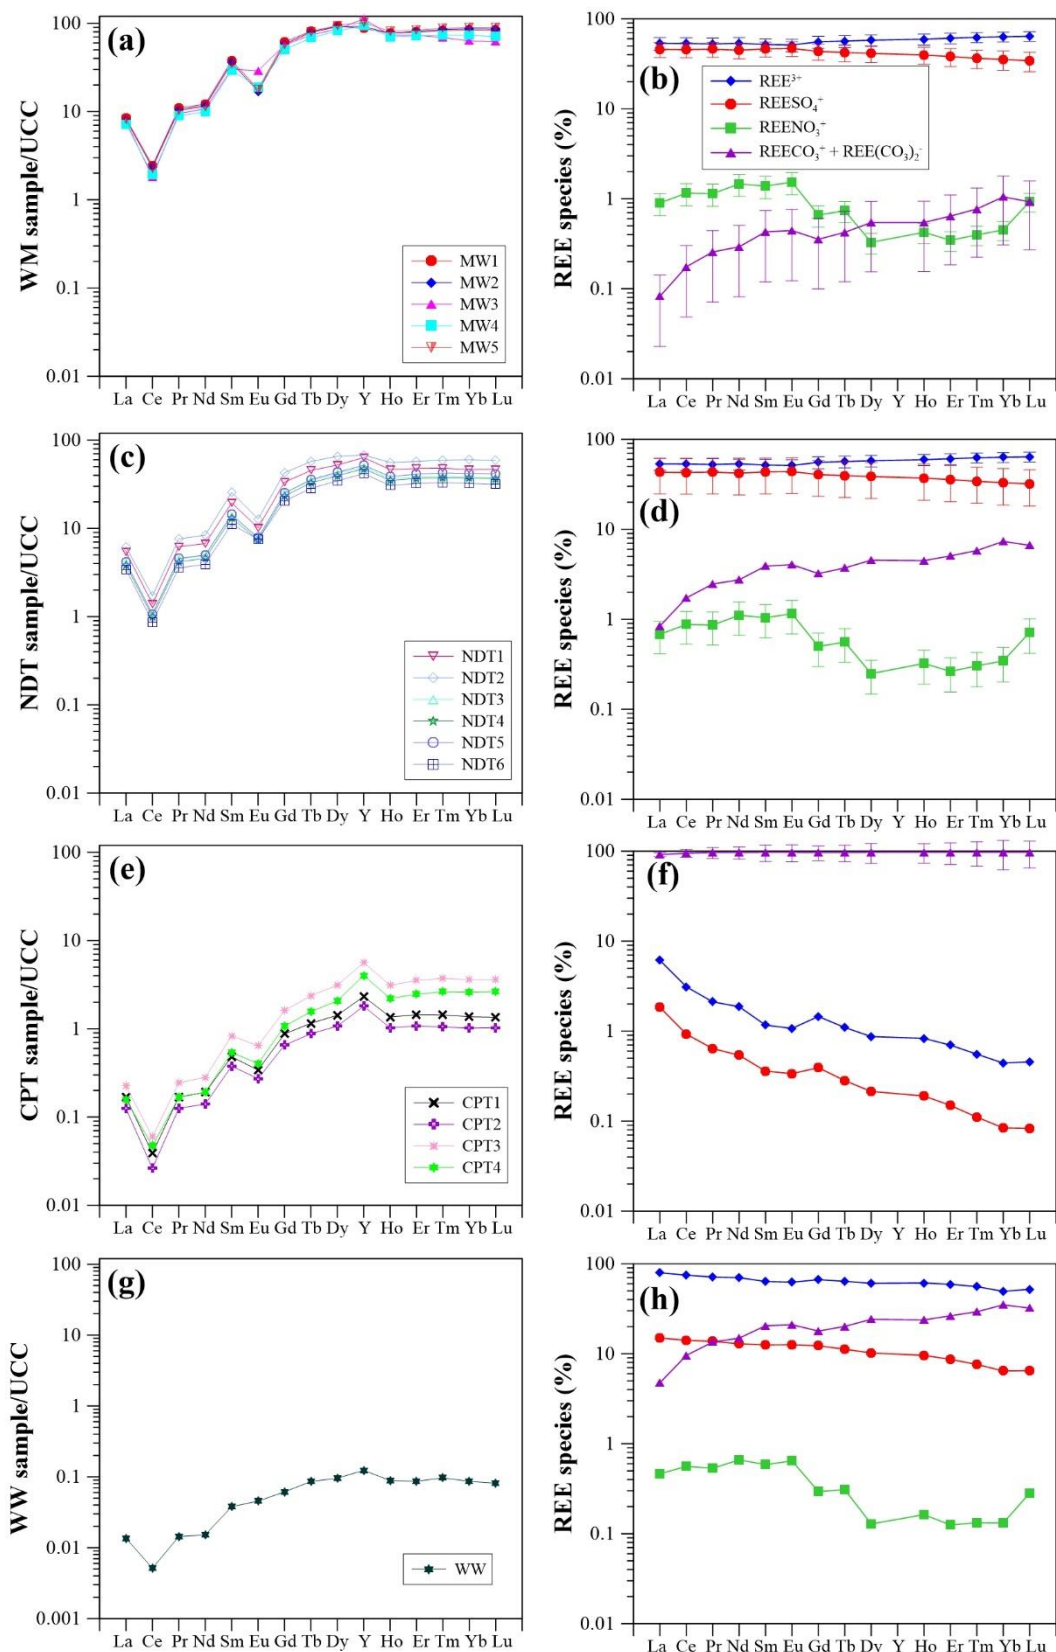 (a)
WM sample/UCC
100
10
1
0.1
0.01
MW1
MW2
MW3
MW4
MW5
La Ce Pr Nd Sm Eu Gd Tb Dy Y Ho Er Tm Yb Lu
(b)
REE species (%)
100
10
1
0.1
0.01
REE³⁺
REESO₄⁺
REENO₃⁺
REECO₃⁺ + REE(CO₃)₂⁻
La Ce Pr Nd Sm Eu Gd Tb Dy Y Ho Er Tm Yb Lu
(c)
NDT sample/UCC
100
10
1
0.1
0.01
NDT1
NDT2
NDT3
NDT4
NDT5
NDT6
La Ce Pr Nd Sm Eu Gd Tb Dy Y Ho Er Tm Yb Lu
(d)
REE species (%)
100
10
1
0.1
0.01
La Ce Pr Nd Sm Eu Gd Tb Dy Y Ho Er Tm Yb Lu
(e)
CPT sample/UCC
100
10
1
0.1
0.01
CPT1
CPT2
CPT3
CPT4
La Ce Pr Nd Sm Eu Gd Tb Dy Y Ho Er Tm Yb Lu
(f)
REE species (%)
100
10
1
0.1
0.01
La Ce Pr Nd Sm Eu Gd Tb Dy Y Ho Er Tm Yb Lu
(g)
WW sample/UCC
100
10
1
0.1
0.01
0.001
WW
La Ce Pr Nd Sm Eu Gd Tb Dy Y Ho Er Tm Yb Lu
(h)
REE species (%)
100
10
1
0.1
0.01
La Ce Pr Nd Sm Eu Gd Tb Dy Y Ho Er Tm Yb Lu